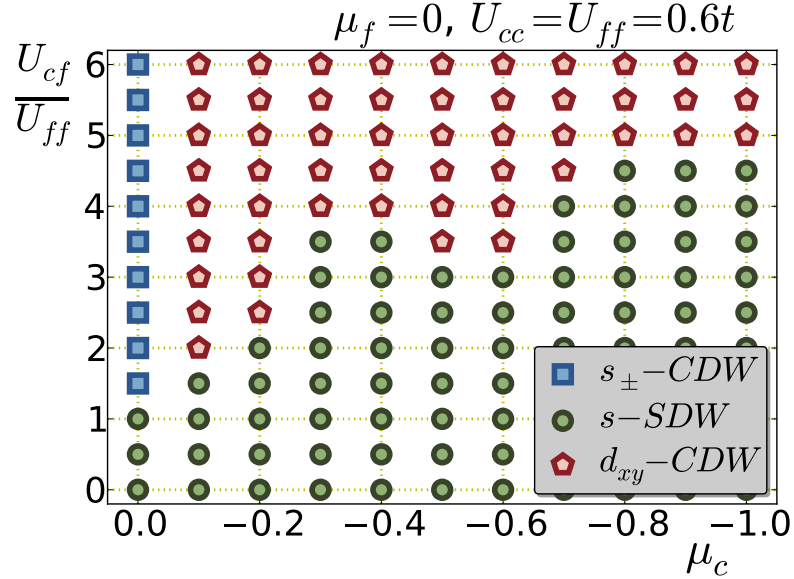 μ_f=0, U_cc=U_ff=0.6t
U_cf
U_ff
6
5
4
3
2
1
0
s_±−CDW
s−SDW
d_xy−CDW
0.0 −0.2 −0.4 −0.6 −0.8 −1.0
μ_c